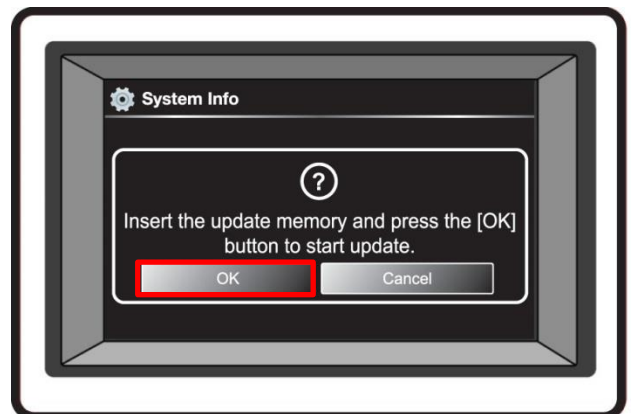 System Info
?
Insert the update memory and press the [OK]
button to start update.
OK
Cancel